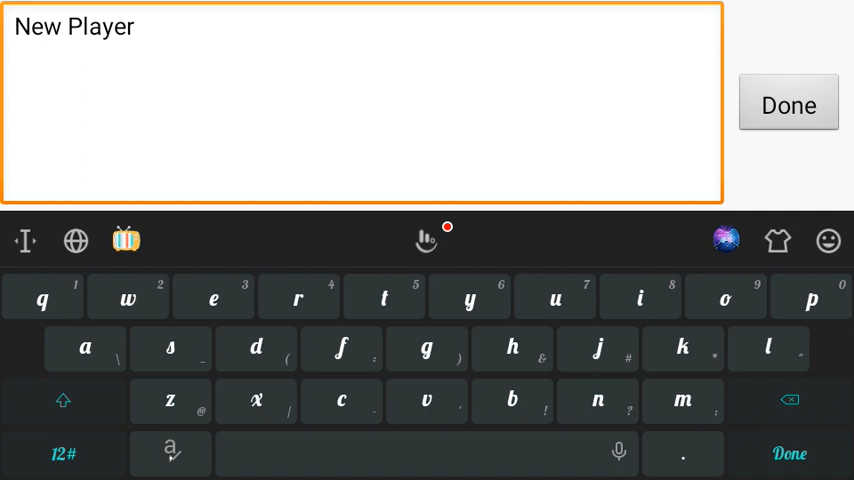 New Player
Done
q 1 w 2 e 3 r 4 t 5 y 6 u 7 i 8 o 9 p 0
a \ s _ d ( f : g ) h & j # k * l "
z @ x / c - v ' b ! n ? m ;
12# a , . Done